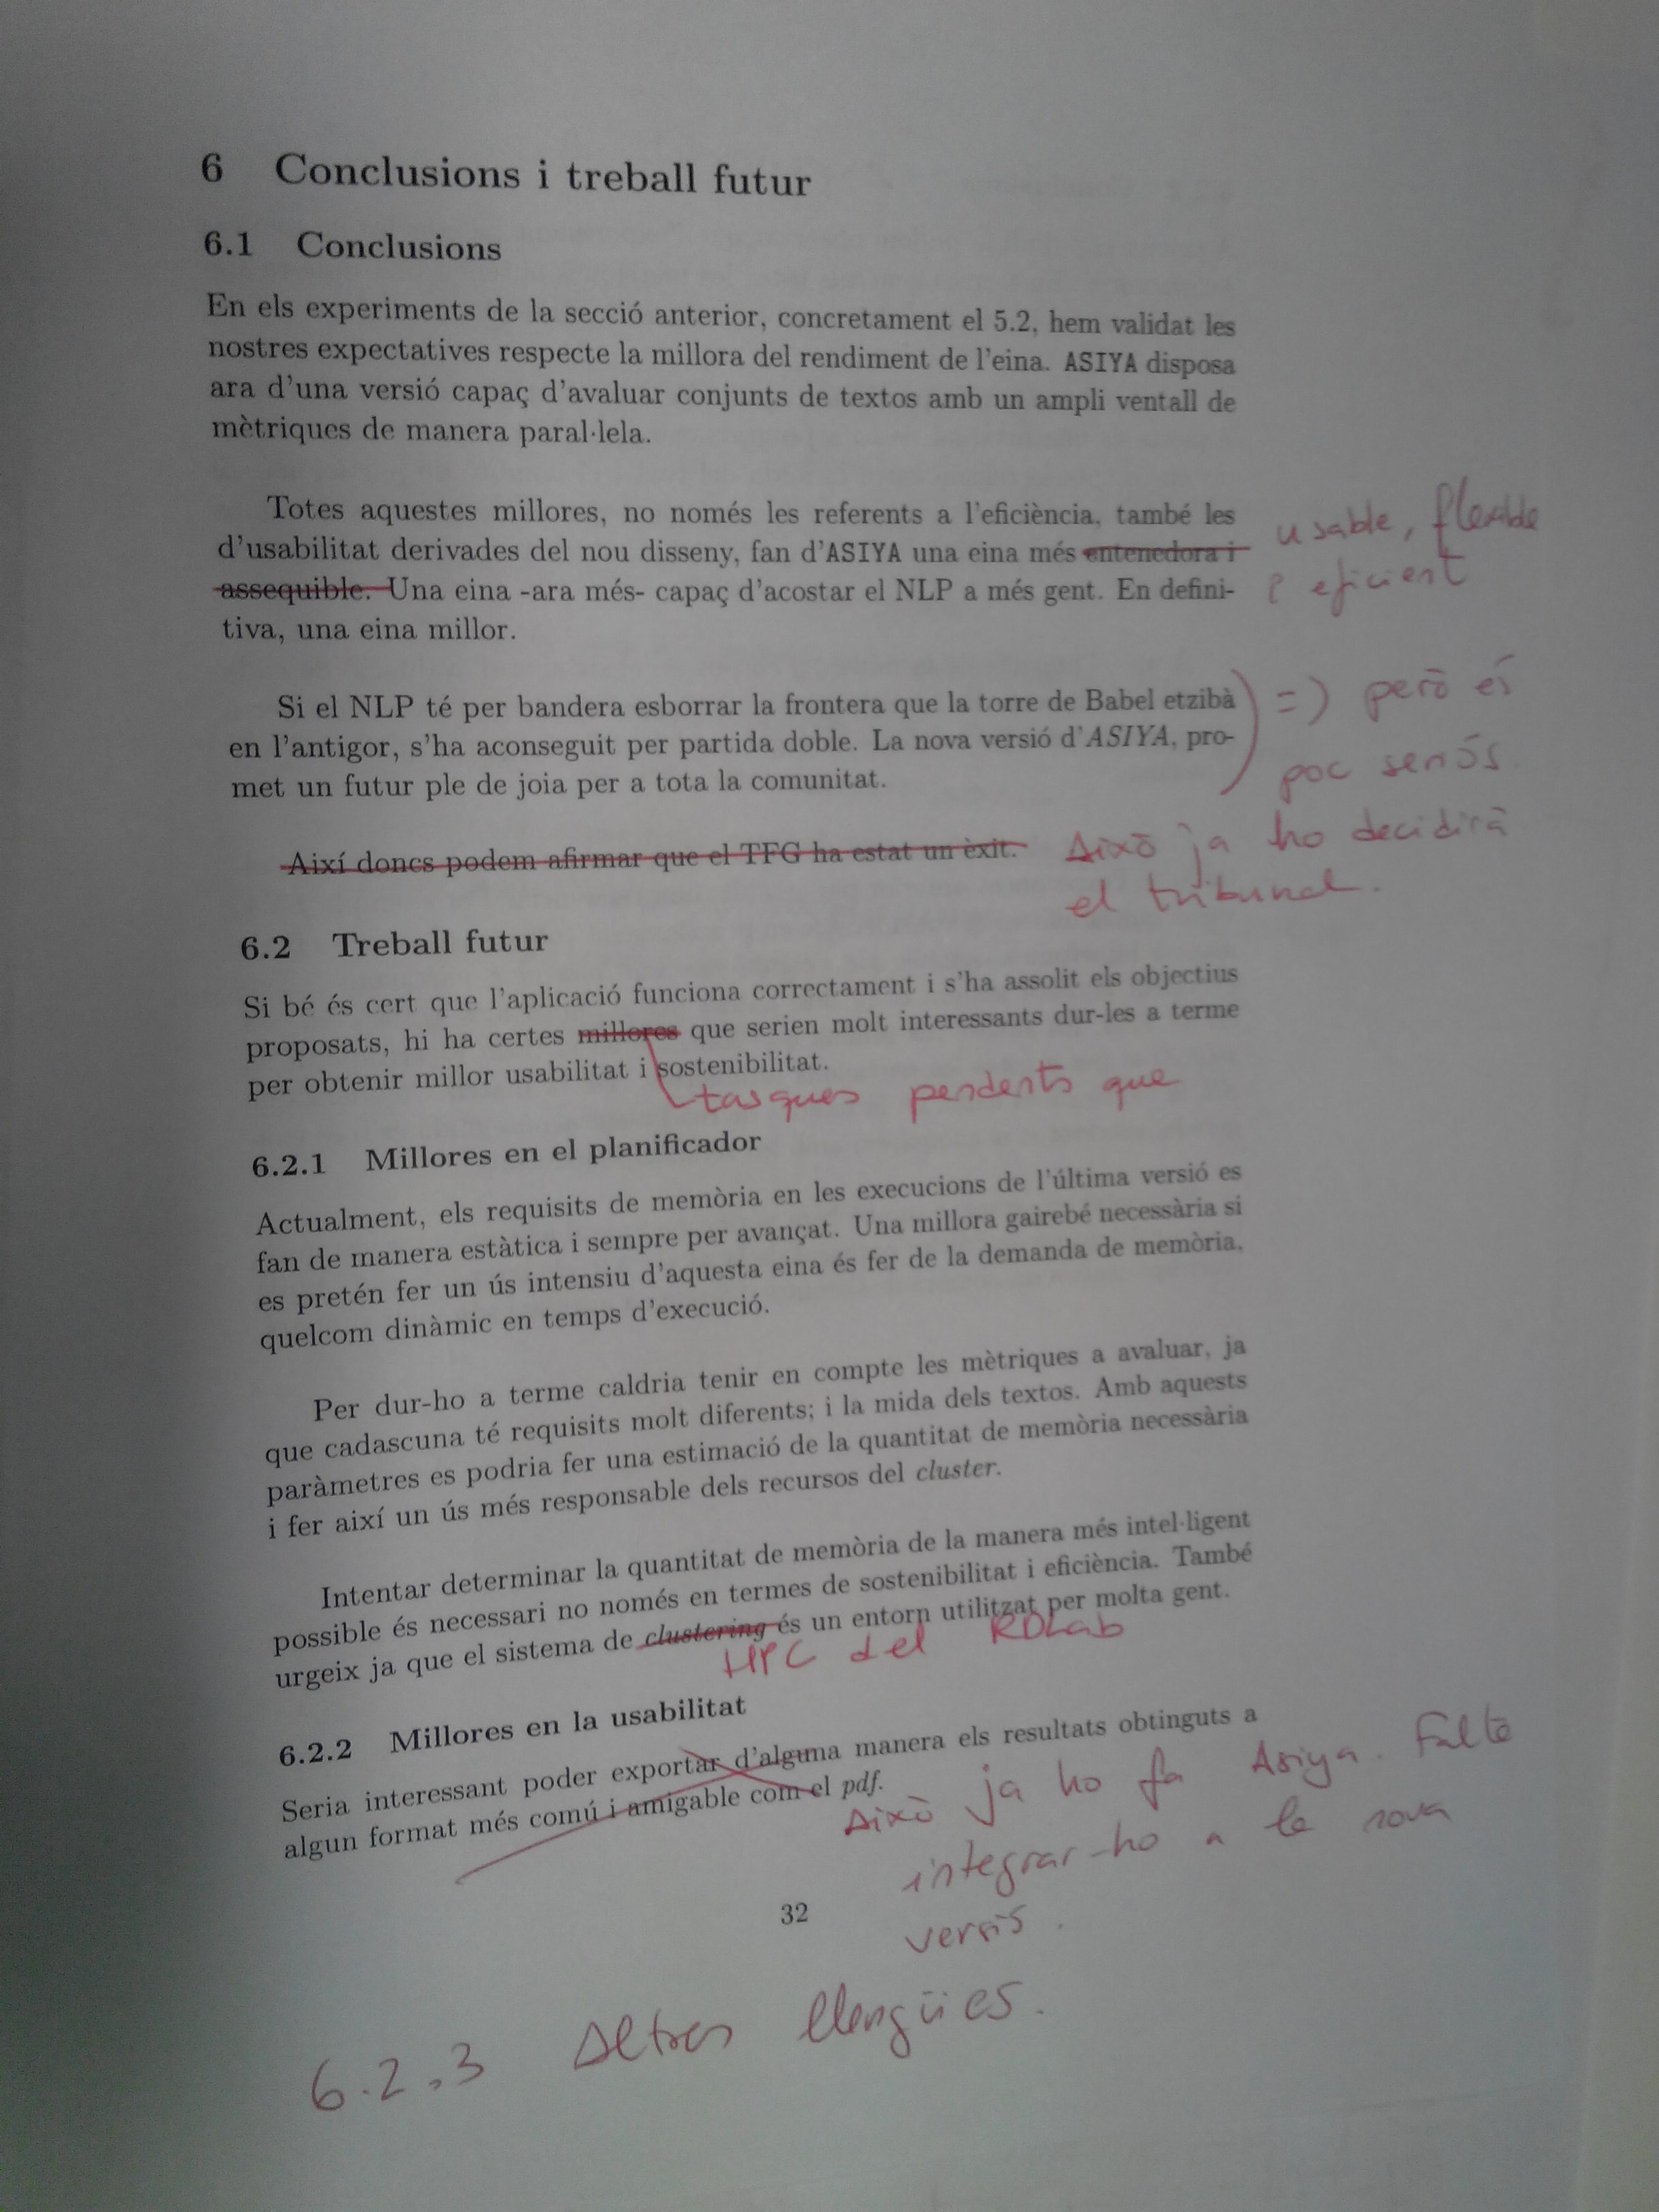 6 Conclusions i treball futur
6.1 Conclusions
En els experiments de la secció anterior, concretament el 5.2, hem validat les
nostres expectatives respecte la millora del rendiment de l'eina. ASIYA disposa
ara d'una versió capaç d'avaluar conjunts de textos amb un ampli ventall de
mètriques de manera paral·lela.
Totes aquestes millores, no només les referents a l'eficiència, també les
d'usabilitat derivades del nou disseny, fan d'ASIYA una eina més entenedora i
assequible. Una eina -ara més- capaç d'acostar el NLP a més gent. En defini-
tiva, una eina millor.
usable, flexible
i eficient
Si el NLP té per bandera esborrar la frontera que la torre de Babel etzibà
en l'antigor, s'ha aconseguit per partida doble. La nova versió d'ASIYA, pro-
met un futur ple de joia per a tota la comunitat.
=) però és
poc seriós.
Així doncs podem afirmar que el TFG ha estat un èxit.
Això ja ho decidirà
el tribunal.
6.2 Treball futur
Si bé és cert que l'aplicació funciona correctament i s'ha assolit els objectius
proposats, hi ha certes millores que serien molt interessants dur-les a terme
per obtenir millor usabilitat i sostenibilitat.
tasques pendents que
6.2.1 Millores en el planificador
Actualment, els requisits de memòria en les execucions de l'última versió es
fan de manera estàtica i sempre per avançat. Una millora gairebé necessària si
es pretén fer un ús intensiu d'aquesta eina és fer de la demanda de memòria,
quelcom dinàmic en temps d'execució.
Per dur-ho a terme caldria tenir en compte les mètriques a avaluar, ja
que cadascuna té requisits molt diferents; i la mida dels textos. Amb aquests
paràmetres es podria fer una estimació de la quantitat de memòria necessària
i fer així un ús més responsable dels recursos del cluster.
Intentar determinar la quantitat de memòria de la manera més intel·ligent
possible és necessari no només en termes de sostenibilitat i eficiència. També
urgeix ja que el sistema de clustering és un entorn utilitzat per molta gent.
HPC del RDLab
6.2.2 Millores en la usabilitat
Seria interessant poder exportar d'alguna manera els resultats obtinguts a
algun format més comú i amigable com el pdf.
Això ja ho fa Asiya. Falta
integrar-ho a la nova
versió.
32
6.2.3 Altres llengües.